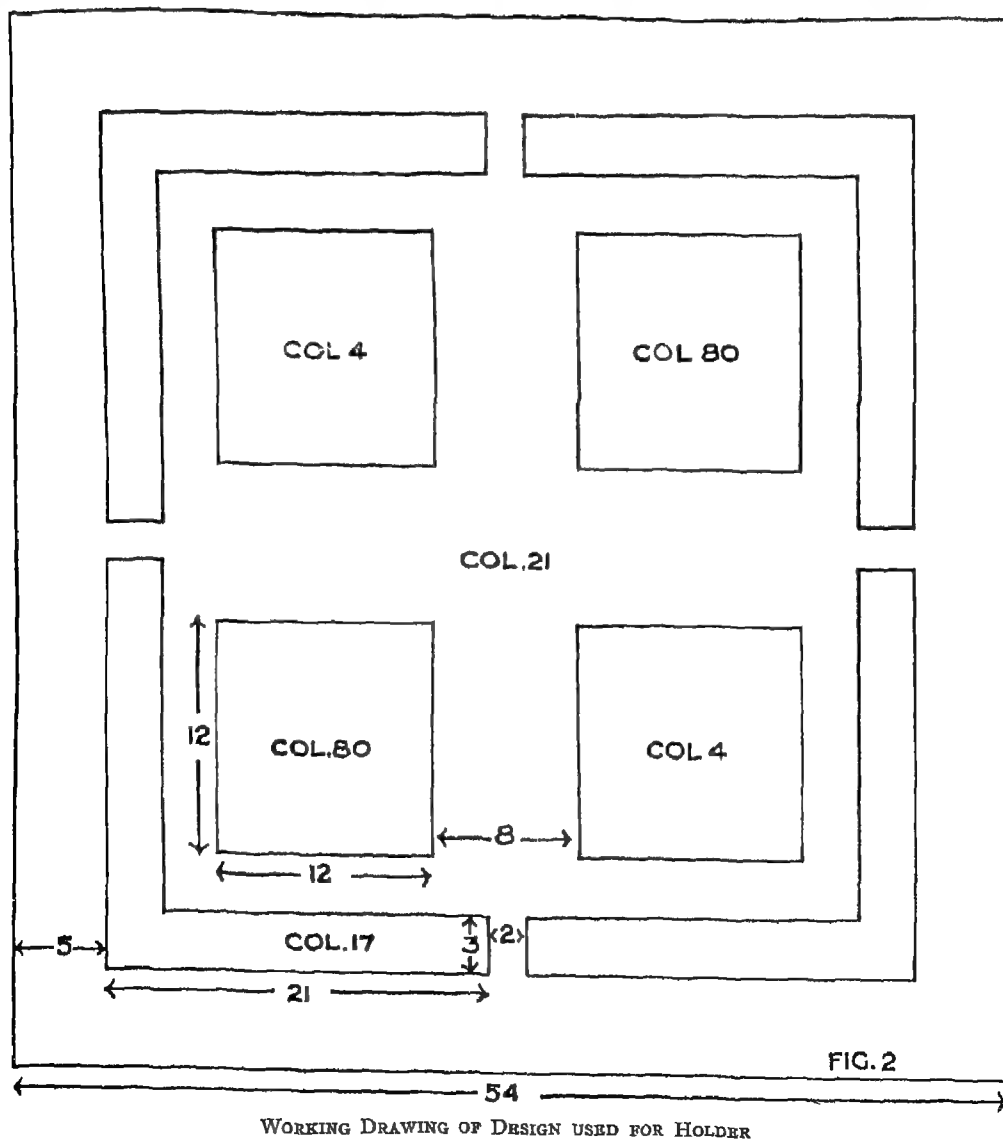 COL 4
COL 80
COL.21
12
COL.80
COL 4
8
12
5
COL.17
3
2
21
FIG. 2
54
WORKING DRAWING OF DESIGN USED FOR HOLDER